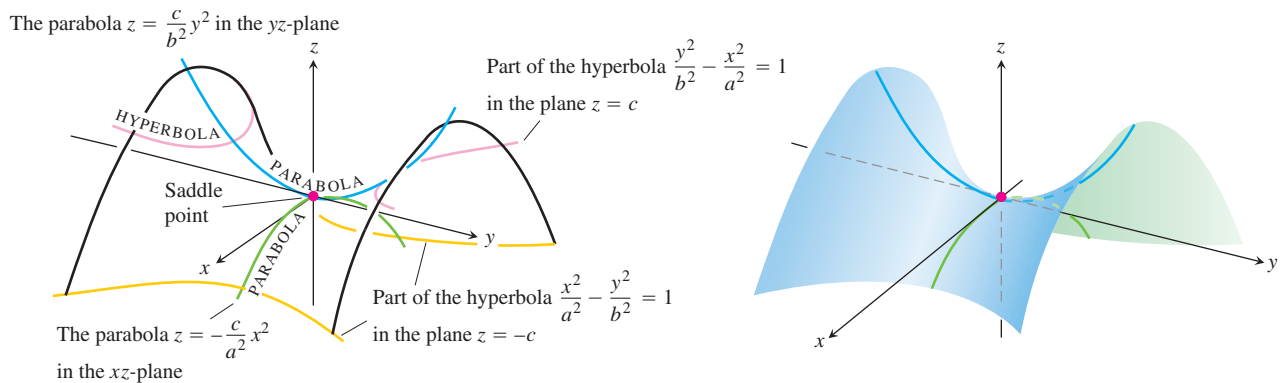 The parabola z = c/b² y² in the yz-plane
z
Part of the hyperbola y²/b² − x²/a² = 1
in the plane z = c
HYPERBOLA
PARABOLA
Saddle
point
PARABOLA
x
y
Part of the hyperbola x²/a² − y²/b² = 1
in the plane z = −c
The parabola z = −c/a² x²
in the xz-plane
z
y
x